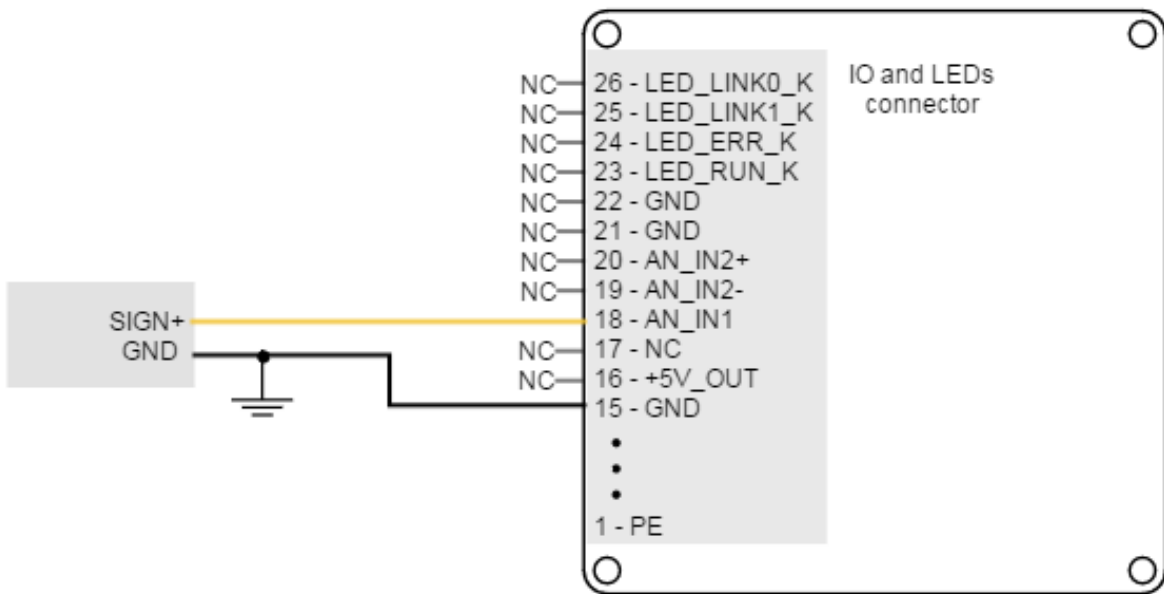 IO and LEDs
connector
NC 26 - LED_LINK0_K
NC 25 - LED_LINK1_K
NC 24 - LED_ERR_K
NC 23 - LED_RUN_K
NC 22 - GND
NC 21 - GND
NC 20 - AN_IN2+
NC 19 - AN_IN2-
SIGN+ 18 - AN_IN1
GND
NC 17 - NC
NC 16 - +5V_OUT
15 - GND
1 - PE